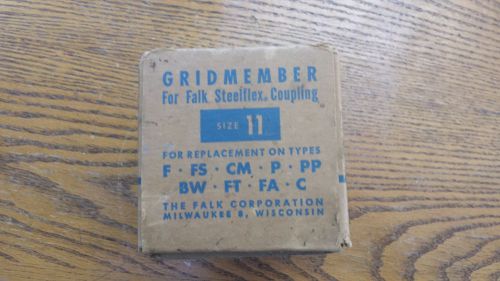 GRIDMEMBER
For Falk Steelflex® Coupling
SIZE 11
FOR REPLACEMENT ON TYPES
F · FS · CM · P · PP
BW · FT · FA · C
THE FALK CORPORATION
MILWAUKEE 8, WISCONSIN